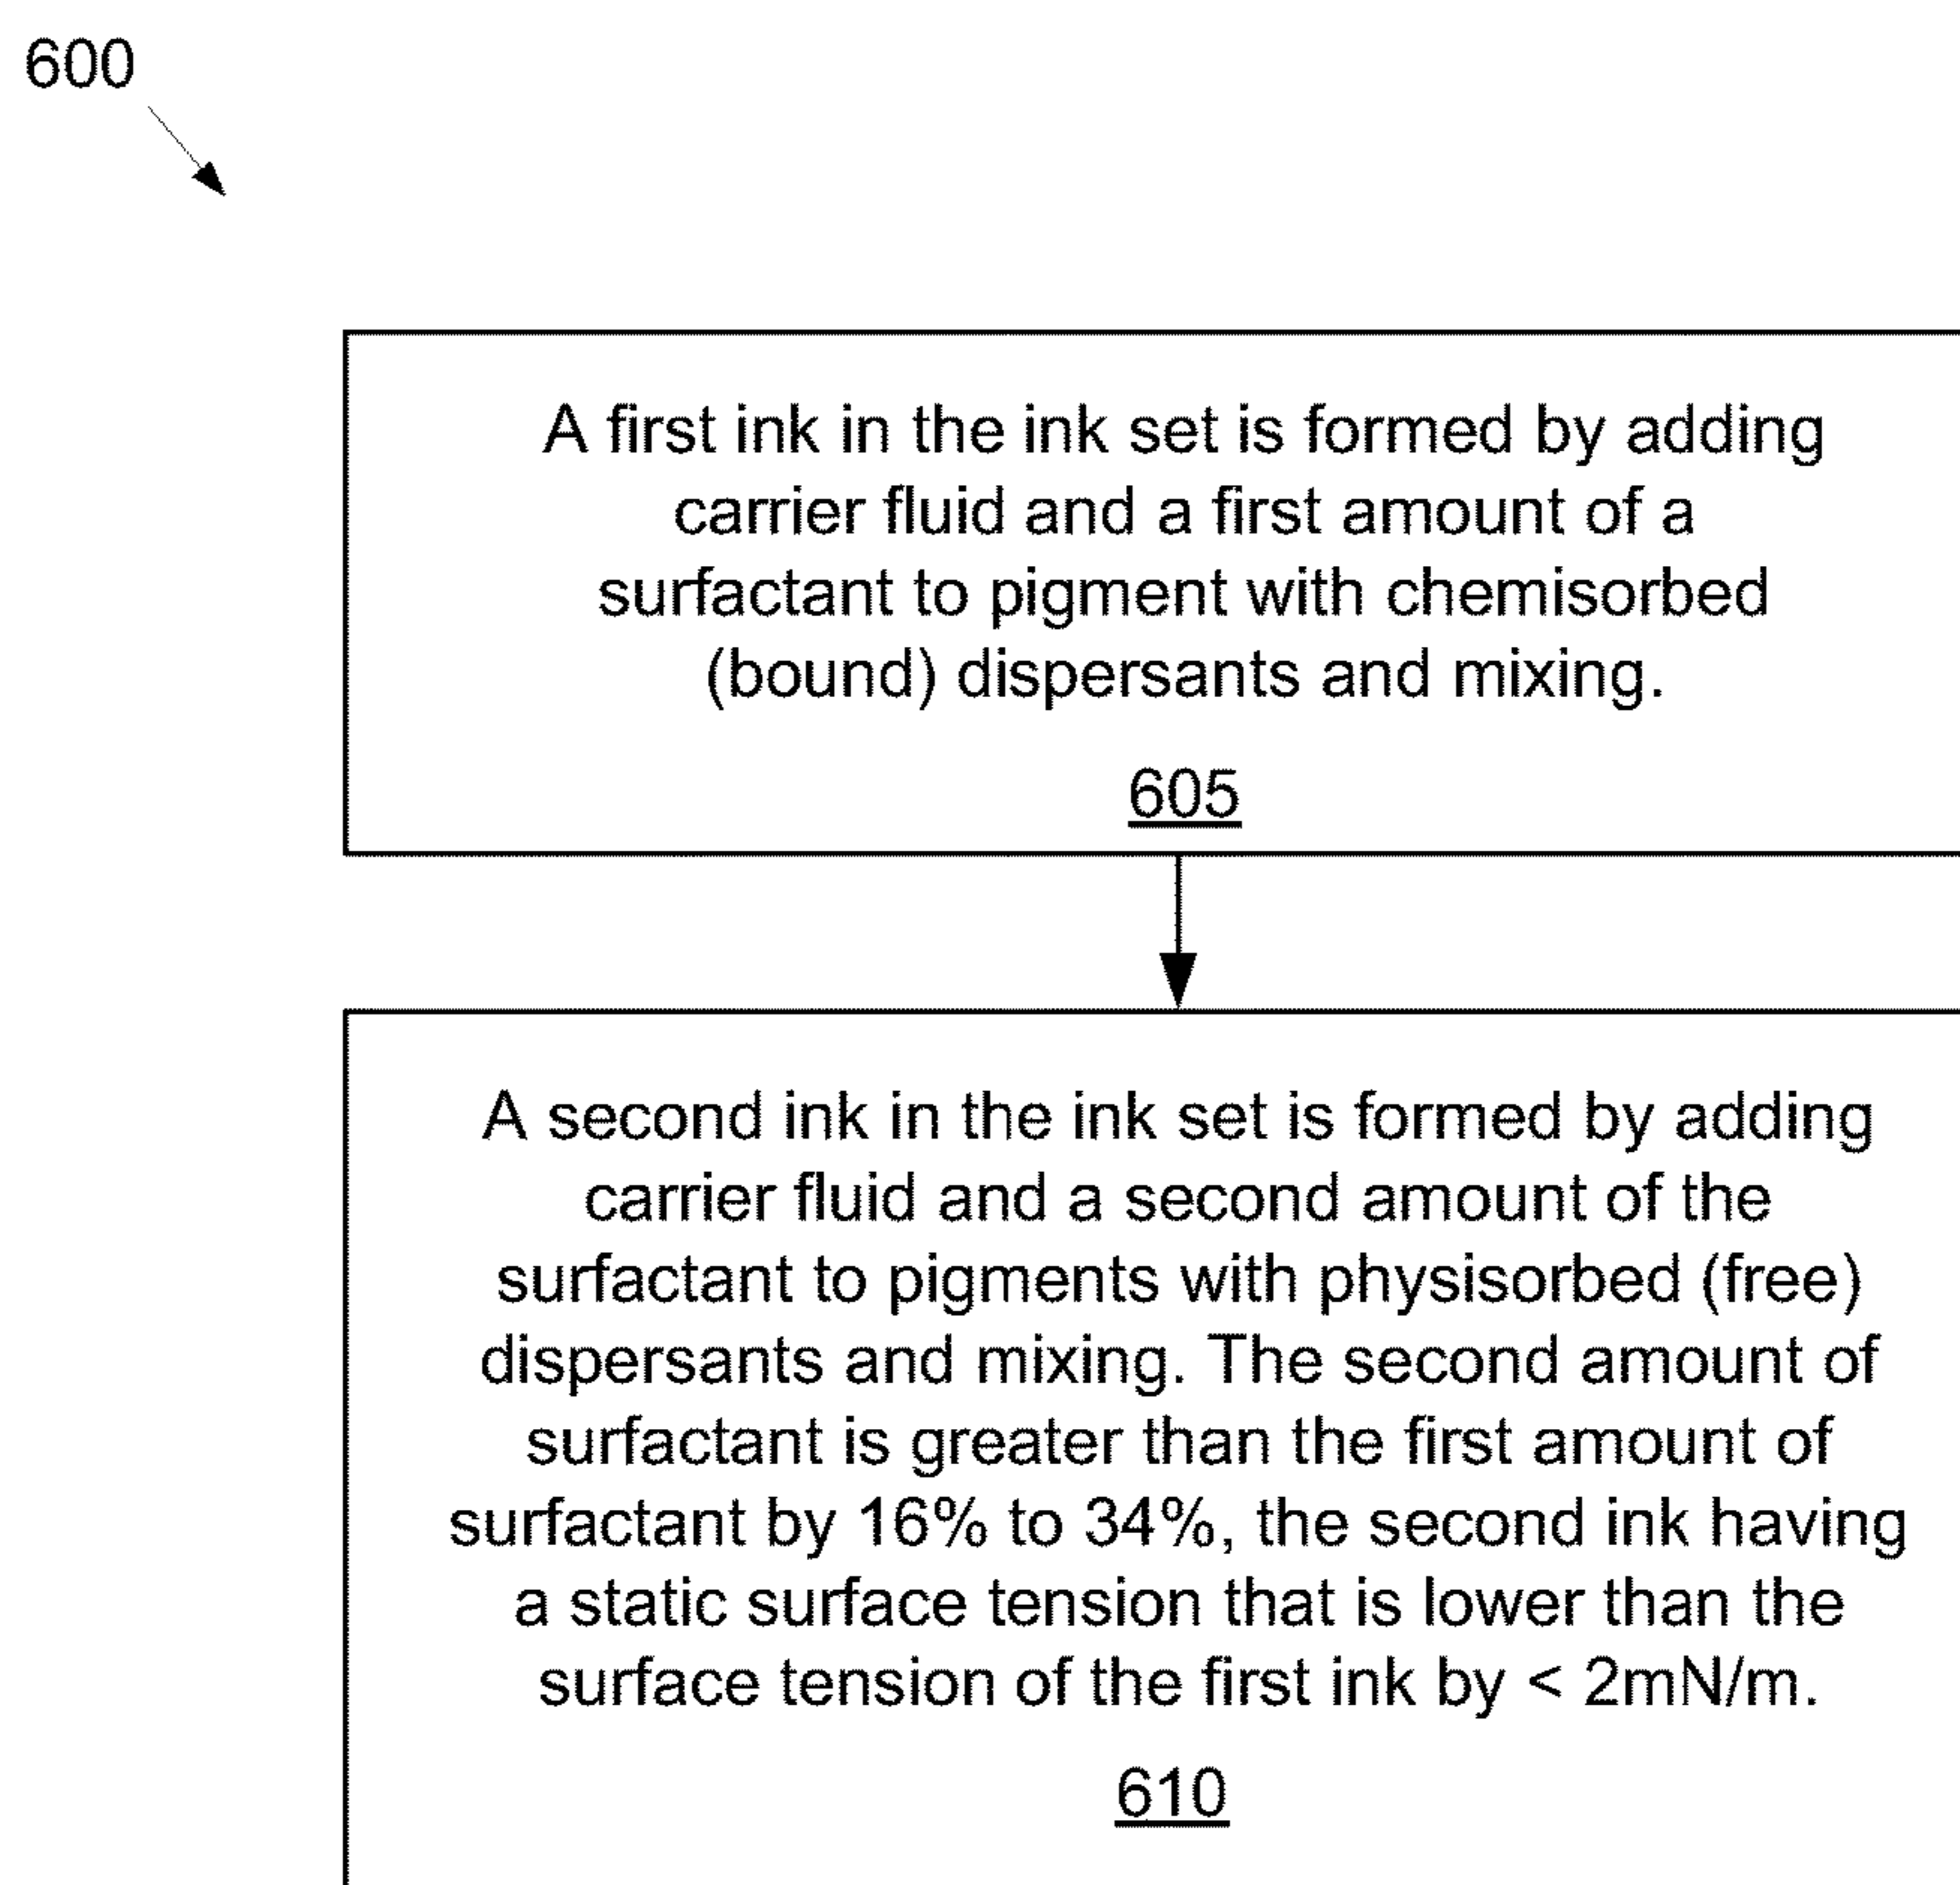 600
A first ink in the ink set is formed by adding
carrier fluid and a first amount of a
surfactant to pigment with chemisorbed
(bound) dispersants and mixing.
605
A second ink in the ink set is formed by adding
carrier fluid and a second amount of the
surfactant to pigments with physisorbed (free)
dispersants and mixing. The second amount of
surfactant is greater than the first amount of
surfactant by 16% to 34%, the second ink having
a static surface tension that is lower than the
surface tension of the first ink by < 2mN/m.
610